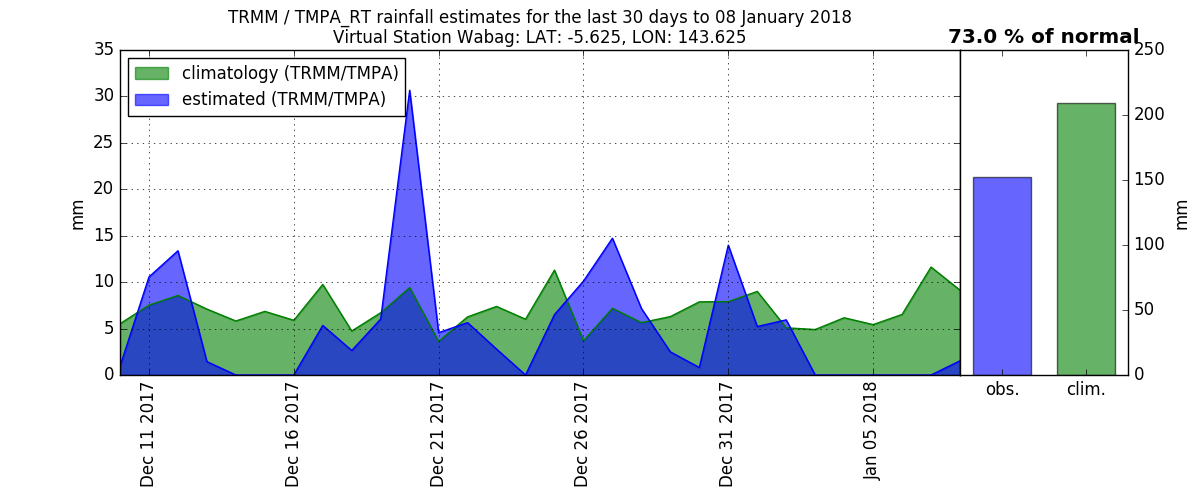 TRMM / TMPA_RT rainfall estimates for the last 30 days to 08 January 2018
Virtual Station Wabag: LAT: -5.625, LON: 143.625
73.0 % of normal
climatology (TRMM/TMPA)
estimated (TRMM/TMPA)
35
30
25
20
15
10
5
0
mm
Dec 11 2017
Dec 16 2017
Dec 21 2017
Dec 26 2017
Dec 31 2017
Jan 05 2018
obs.
clim.
250
200
150
100
50
0
mm